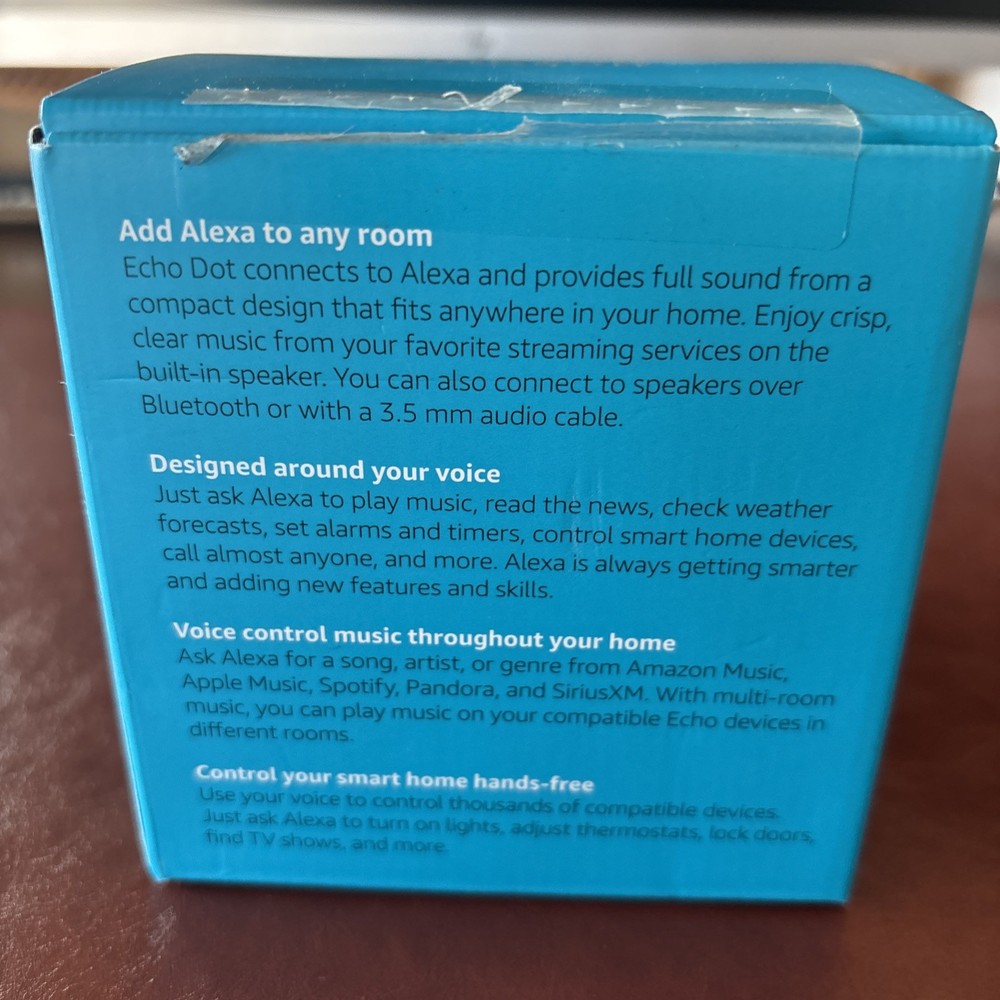 Add Alexa to any room
Echo Dot connects to Alexa and provides full sound from a
compact design that fits anywhere in your home. Enjoy crisp,
clear music from your favorite streaming services on the
built-in speaker. You can also connect to speakers over
Bluetooth or with a 3.5 mm audio cable.
Designed around your voice
Just ask Alexa to play music, read the news, check weather
forecasts, set alarms and timers, control smart home devices,
call almost anyone, and more. Alexa is always getting smarter
and adding new features and skills.
Voice control music throughout your home
Ask Alexa for a song, artist, or genre from Amazon Music,
Apple Music, Spotify, Pandora, and SiriusXM. With multi-room
music, you can play music on your compatible Echo devices in
different rooms.
Control your smart home hands-free
Use your voice to control thousands of compatible devices.
Just ask Alexa to turn on lights, adjust thermostats, lock doors,
find TV shows, and more.